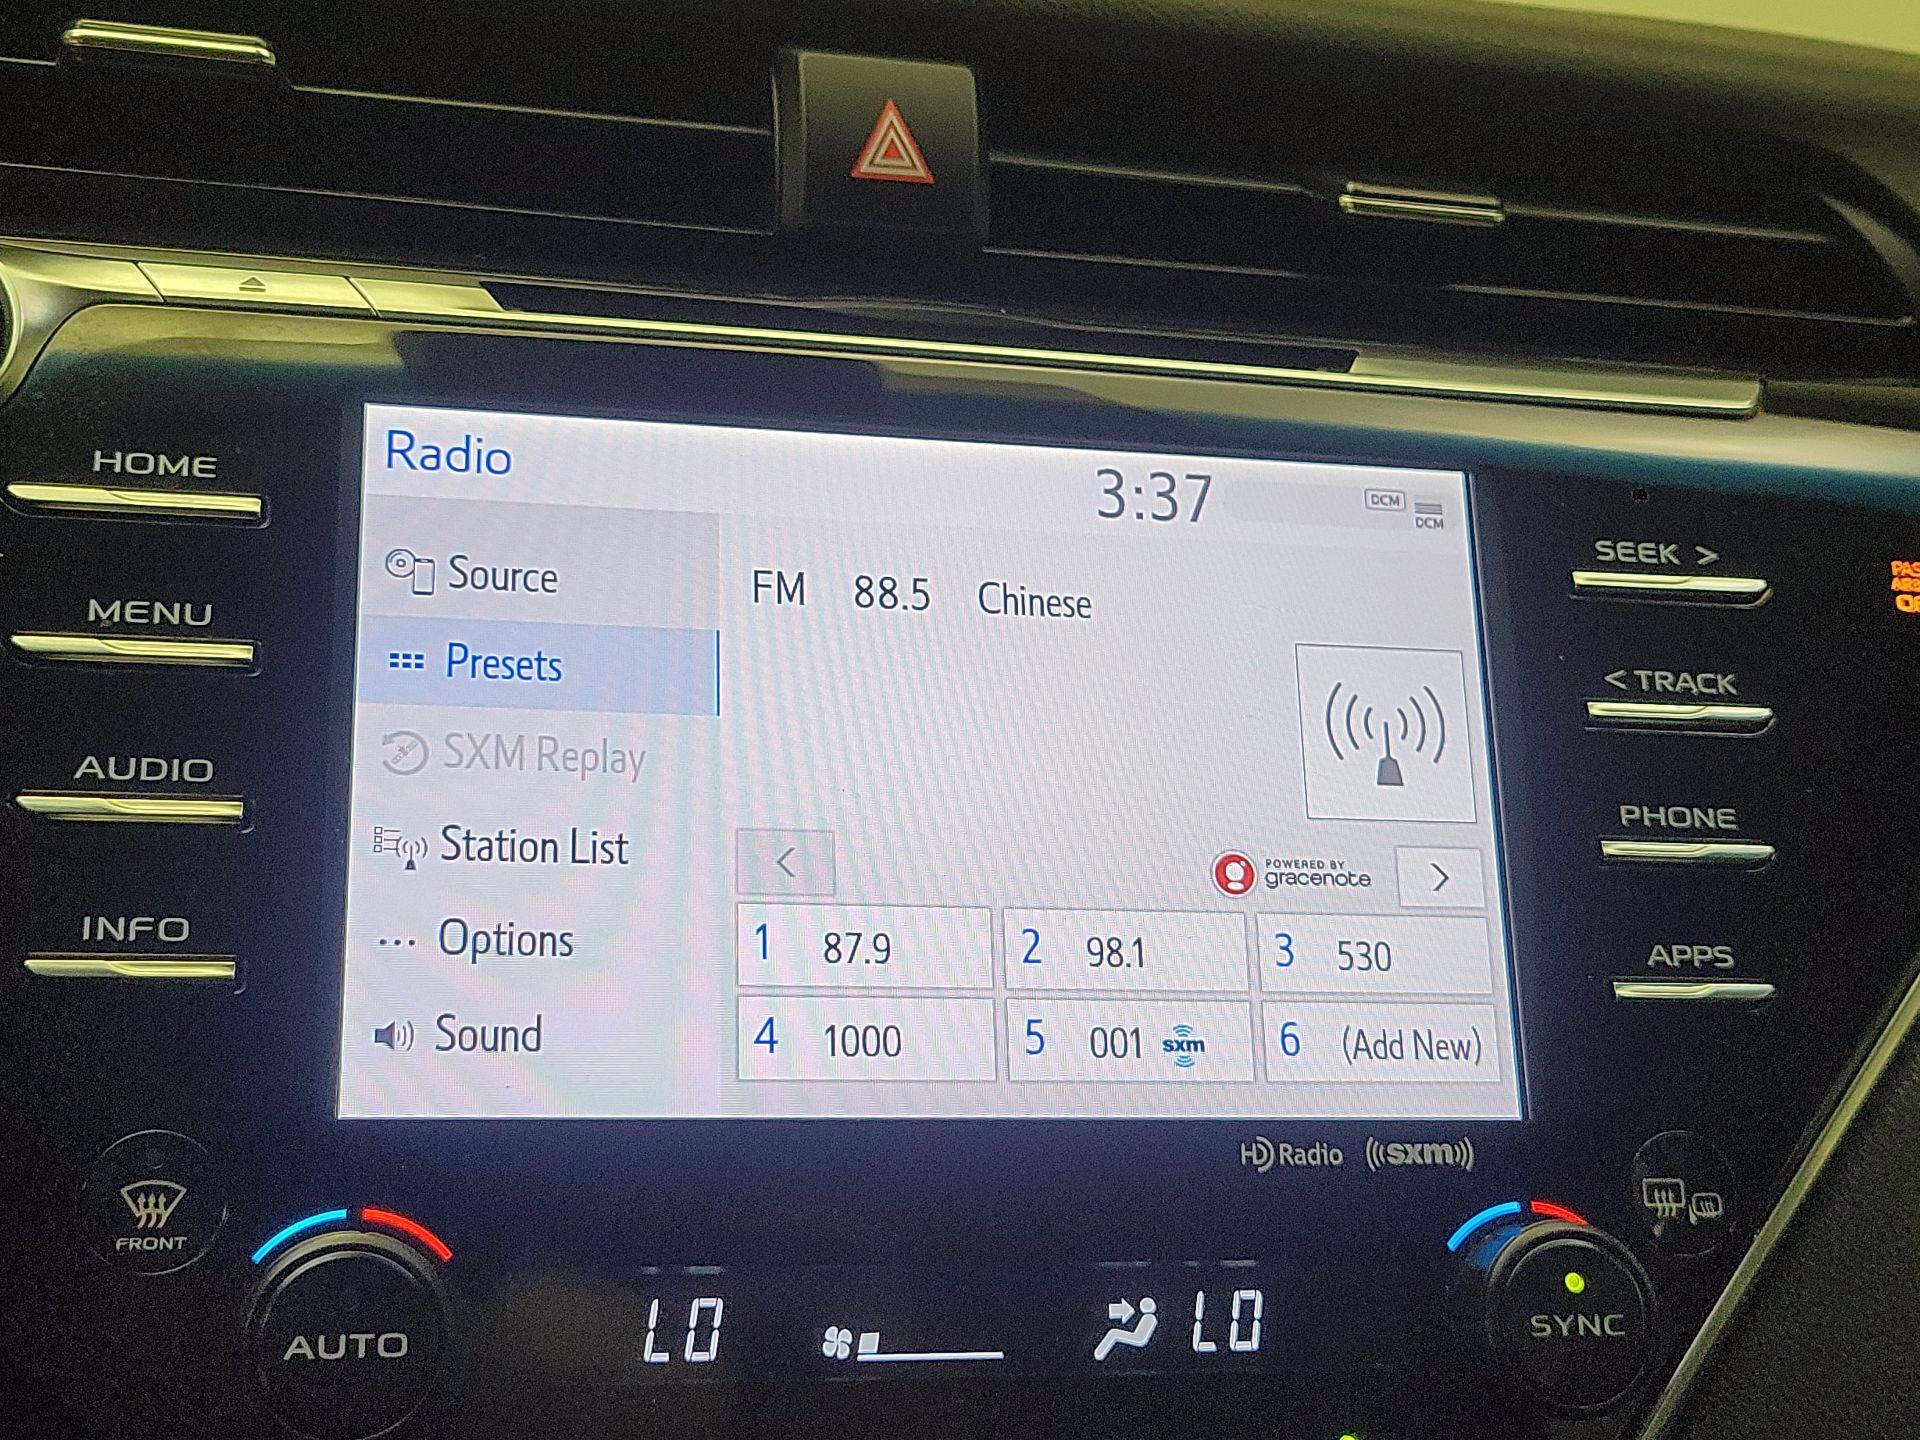 HOME
MENU
AUDIO
INFO
Radio
3:37
DCM
DCM
Source
Presets
SXM Replay
Station List
Options
Sound
FM 88.5 Chinese
POWERED BY
gracenote
1 87.9
2 98.1
3 530
4 1000
5 001 sxm
6 (Add New)
SEEK >
< TRACK
PHONE
APPS
HD Radio ((sxm))
FRONT
AUTO
LO
LO
SYNC